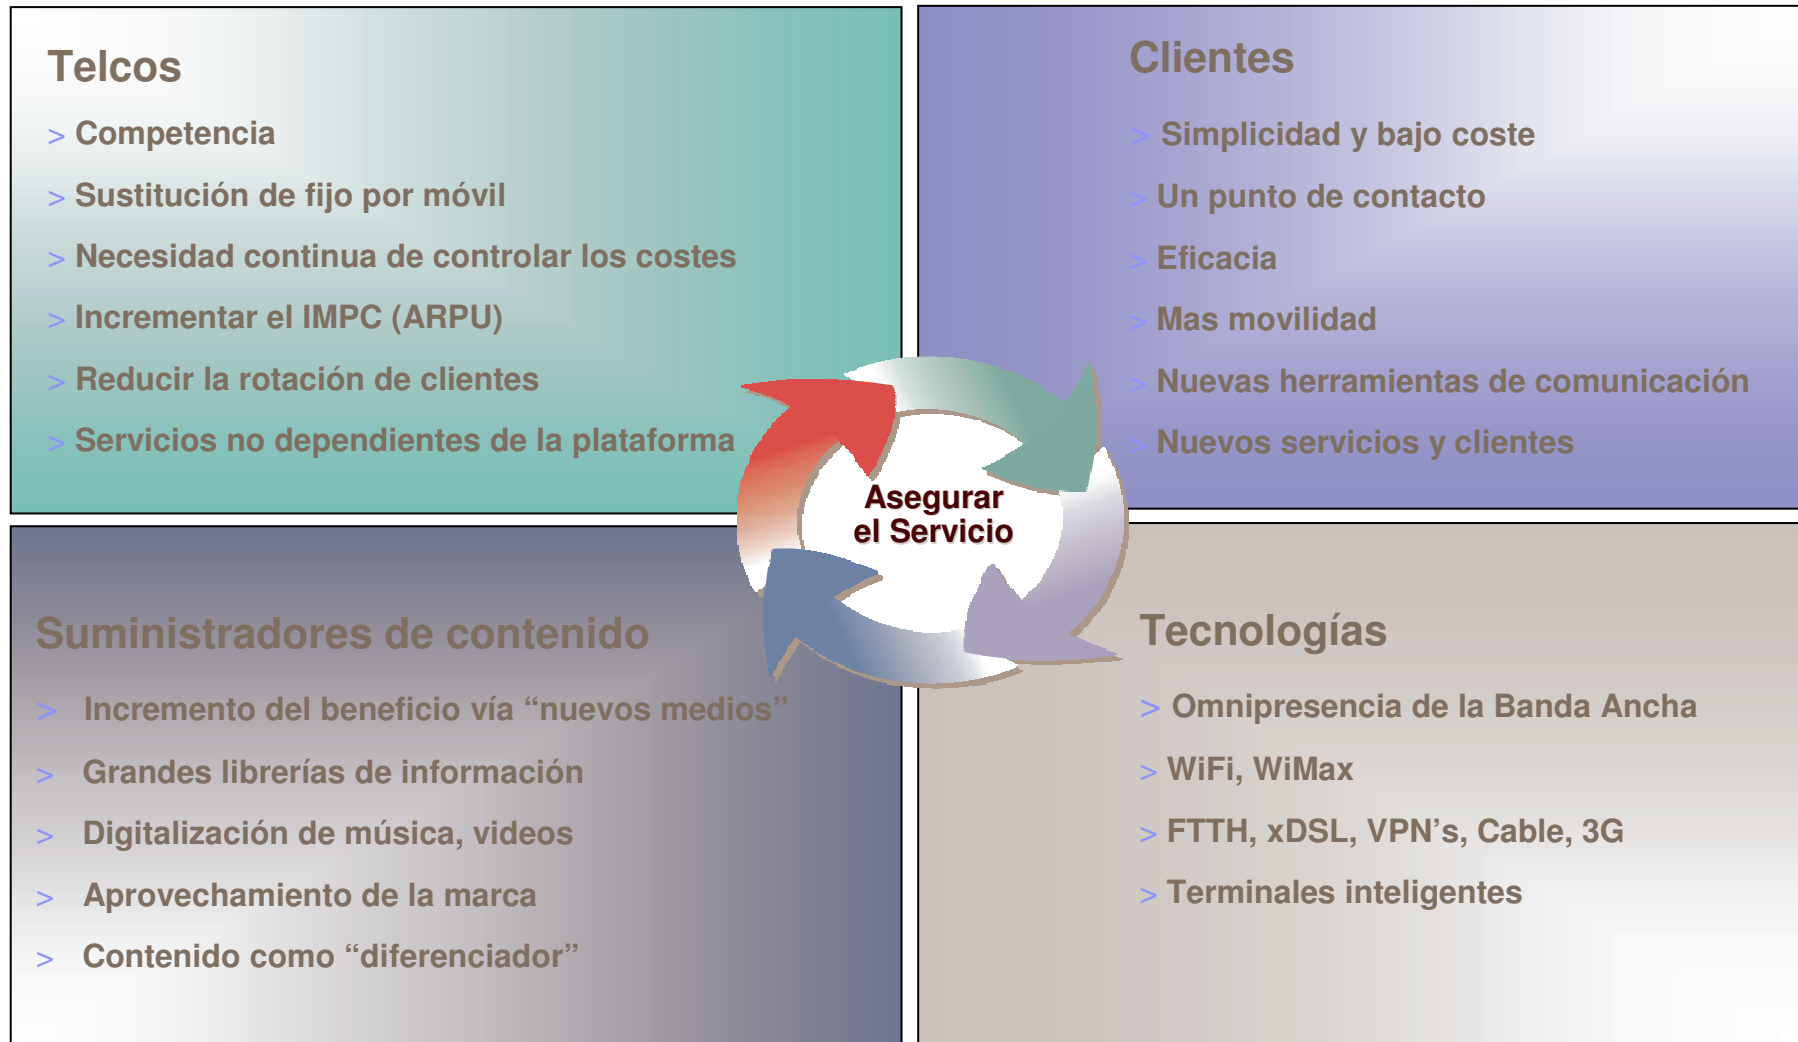 Telcos
> Competencia
> Sustitución de fijo por móvil
> Necesidad continua de controlar los costes
> Incrementar el IMPC (ARPU)
> Reducir la rotación de clientes
> Servicios no dependientes de la plataforma
Clientes
> Simplicidad y bajo coste
> Un punto de contacto
> Eficacia
> Mas movilidad
> Nuevas herramientas de comunicación
> Nuevos servicios y clientes
Asegurar
el Servicio
Suministradores de contenido
> Incremento del beneficio vía “nuevos medios”
> Grandes librerías de información
> Digitalización de música, videos
> Aprovechamiento de la marca
> Contenido como “diferenciador”
Tecnologías
> Omnipresencia de la Banda Ancha
> WiFi, WiMax
> FTTH, xDSL, VPN’s, Cable, 3G
> Terminales inteligentes